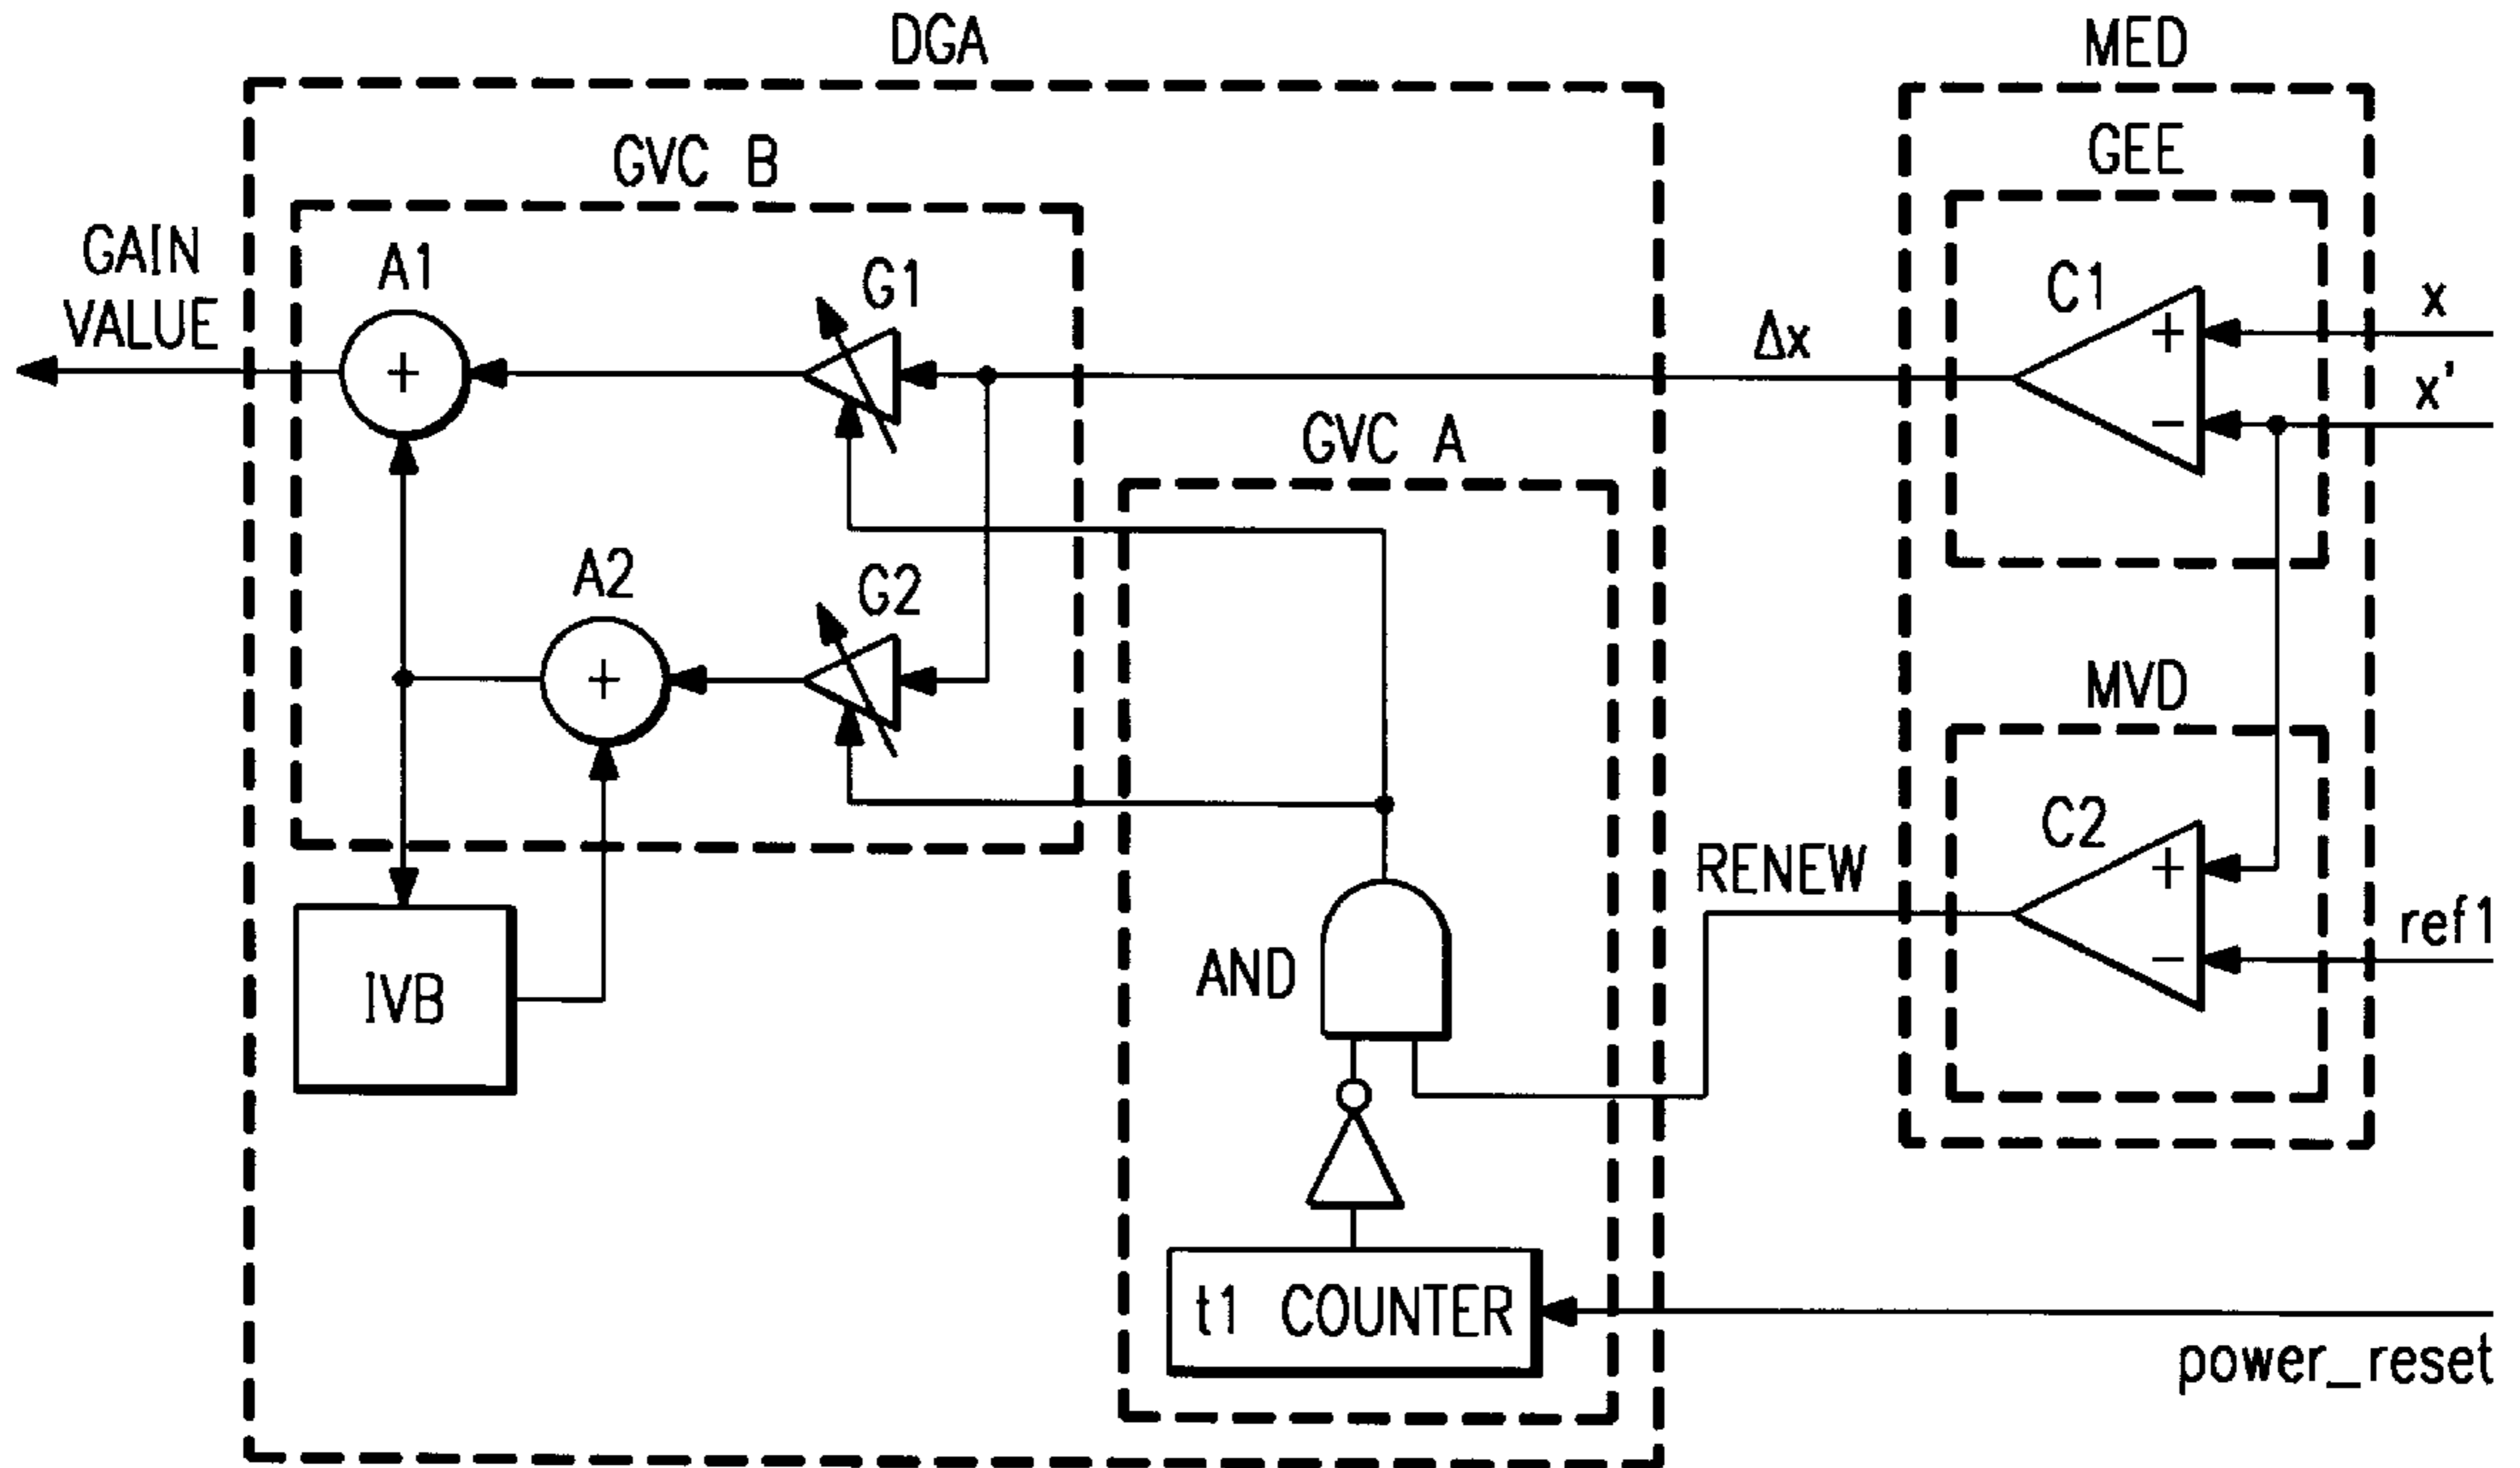 DGA
MED
GVC B
GEE
GAIN
VALUE
A1
G1
C1
+
-
x
x'
+
Δx
GVC A
A2
G2
+
MVD
C2
+
-
RENEW
ref1
IVB
AND
t1 COUNTER
power_reset